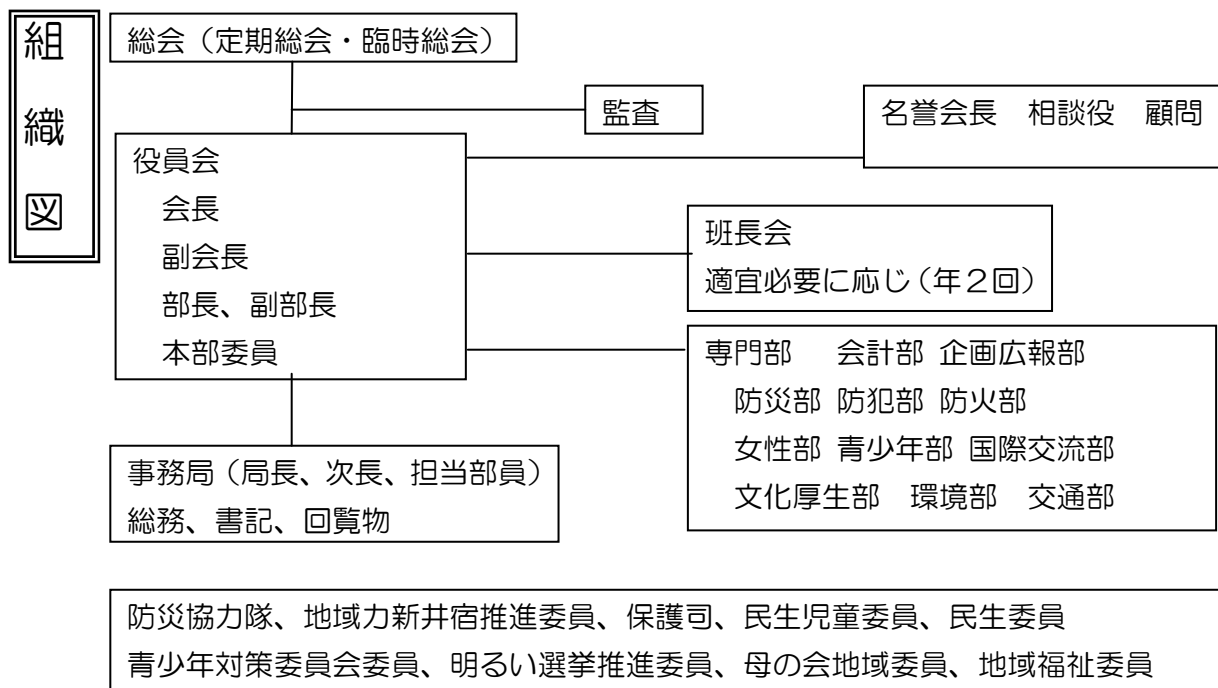 組織図
総会（定期総会・臨時総会）
監査
名誉会長　相談役　顧問
役員会
会長
副会長
部長、副部長
本部委員
班長会
適宜必要に応じ（年２回）
専門部　会計部 企画広報部
防災部 防犯部 防火部
女性部 青少年部 国際交流部
文化厚生部　環境部　交通部
事務局（局長、次長、担当部員）
総務、書記、回覧物
防災協力隊、地域力新井宿推進委員、保護司、民生児童委員、民生委員
青少年対策委員会委員、明るい選挙推進委員、母の会地域委員、地域福祉委員